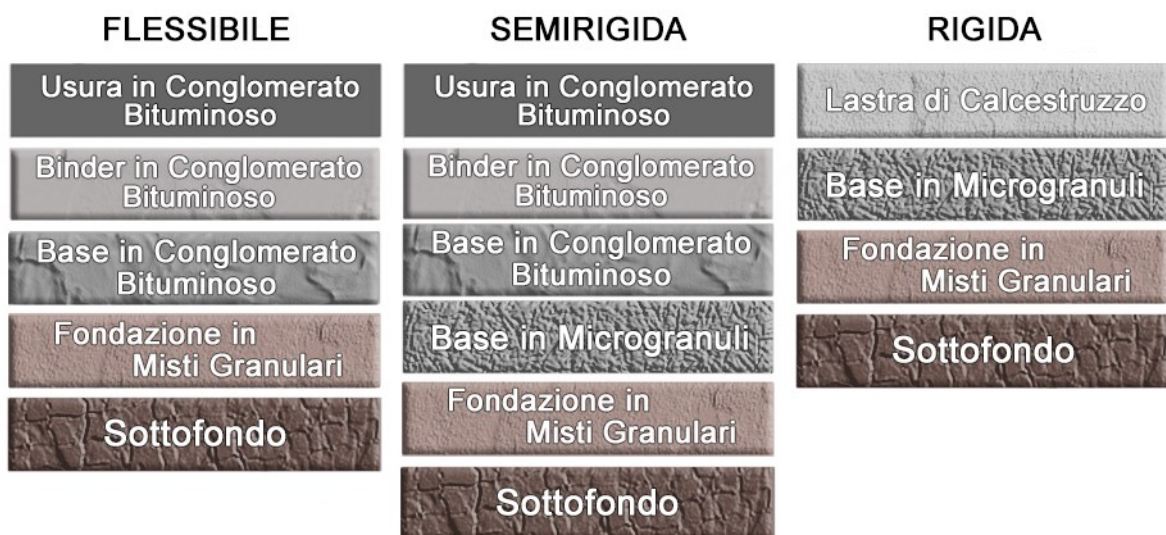 FLESSIBILE
Usura in Conglomerato
Bituminoso
Binder in Conglomerato
Bituminoso
Base in Conglomerato
Bituminoso
Fondazione in
Misti Granulari
Sottofondo
SEMIRIGIDA
Usura in Conglomerato
Bituminoso
Binder in Conglomerato
Bituminoso
Base in Conglomerato
Bituminoso
Base in Microgranuli
Fondazione in
Misti Granulari
Sottofondo
RIGIDA
Lastra di Calcestruzzo
Base in Microgranuli
Fondazione in
Misti Granulari
Sottofondo